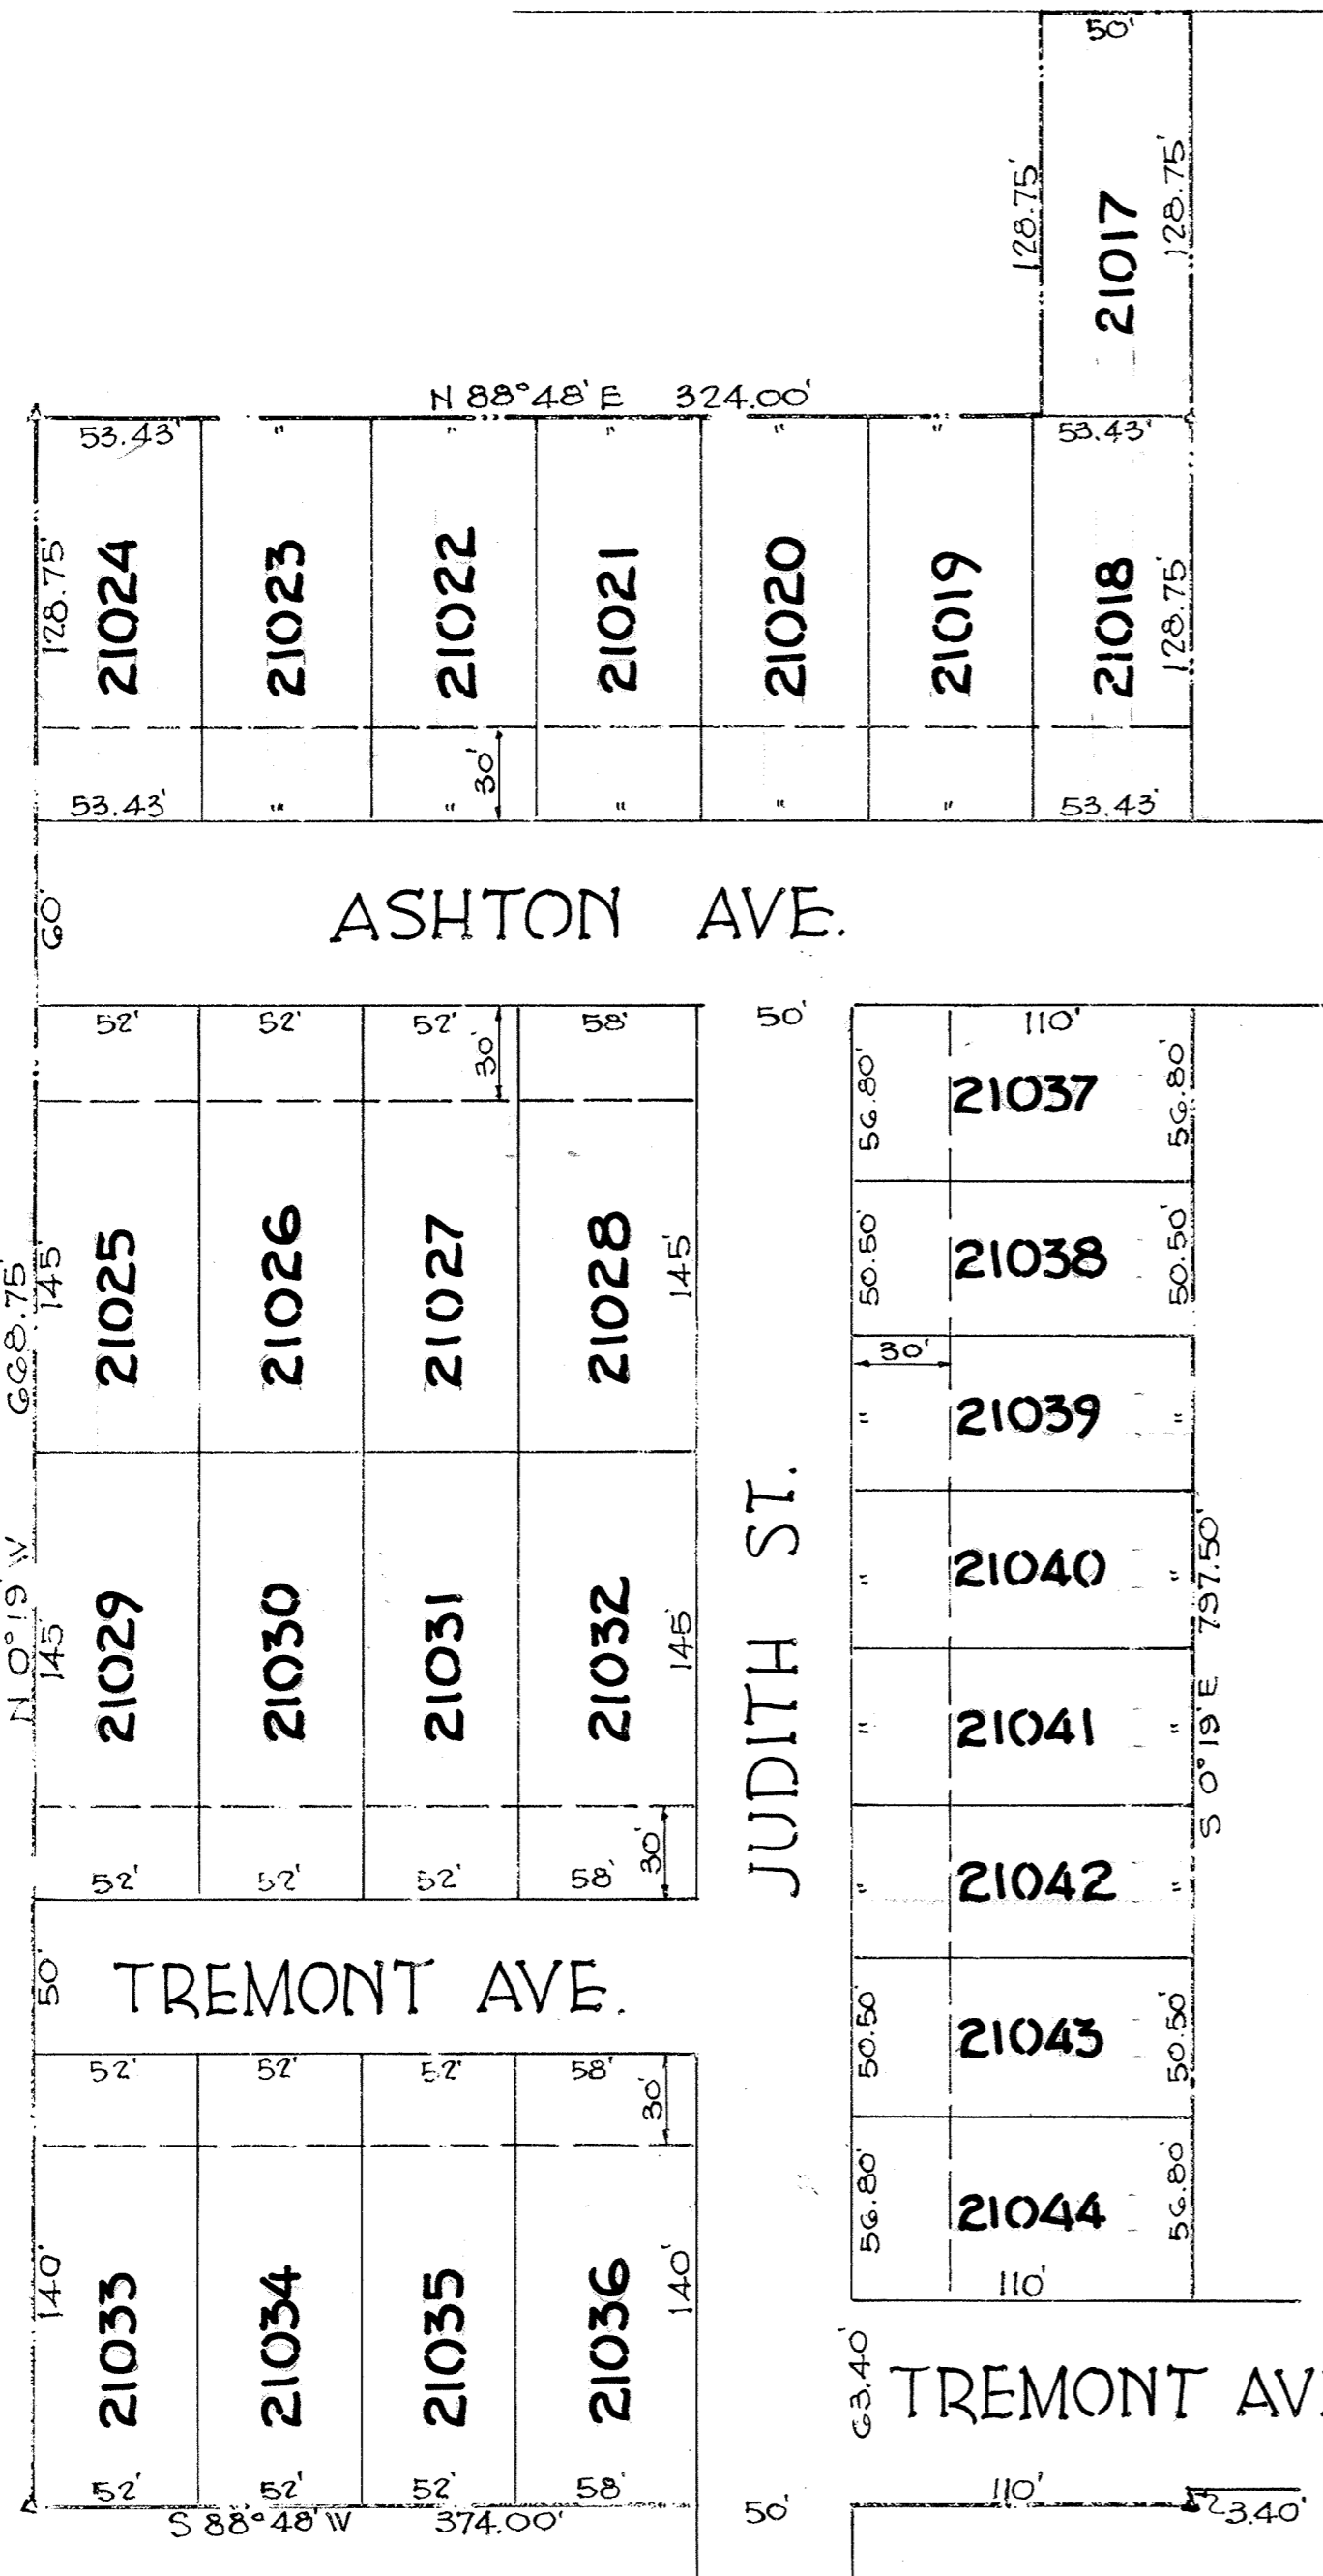 50'
128.75'
21017
128.75'
N 88°48' E 324.00'
53.43' " " " " " 53.43'
128.75'
21024
21023
21022
21021
21020
21019
21018
128.75'
30'
53.43' " " " " " 53.43'
60'
ASHTON AVE.
52' 52' 52' 58' 50' 110'
30'
56.80'
21037
56.80'
50.50'
21038
50.50'
N 0°19' W 668.75'
145'
21025
21026
21027
21028
145'
30'
" 21039 "
" 21040 "
" 21041 "
" 21042 "
S 0°19' E 797.50'
JUDITH ST.
145'
21029
21030
21031
21032
145'
30'
52' 52' 52' 58'
50'
TREMONT AVE.
50.50'
21043
50.50'
52' 52' 52' 58'
30'
56.80'
21044
56.80'
110'
140'
21033
21034
21035
21036
140'
63.40'
TREMONT AV
52' 52' 52' 58' 50' 110'
S 88°48' W 374.00'
3.40'